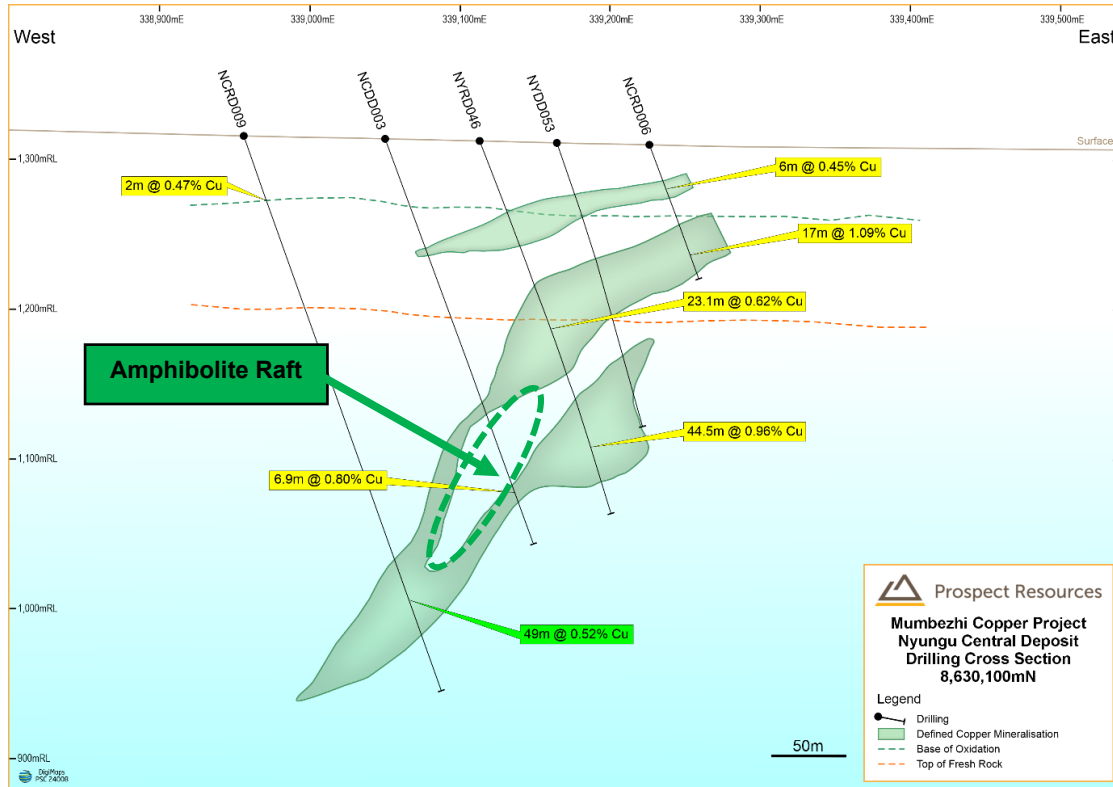 338,900mE
339,000mE
339,100mE
339,200mE
339,300mE
339,400mE
339,500mE
West
East
NCRD009
NCDD003
NYRD046
NYDD053
NCRD006
Surface
1,300mRL
6m @ 0.45% Cu
2m @ 0.47% Cu
17m @ 1.09% Cu
1,200mRL
23.1m @ 0.62% Cu
Amphibolite Raft
44.5m @ 0.96% Cu
1,100mRL
6.9m @ 0.80% Cu
1,000mRL
49m @ 0.52% Cu
Prospect Resources
Mumbezhi Copper Project
Nyungu Central Deposit
Drilling Cross Section
8,630,100mN
Legend
Drilling
Defined Copper Mineralisation
Base of Oxidation
Top of Fresh Rock
50m
900mRL
DigiMaps
PSC 24008